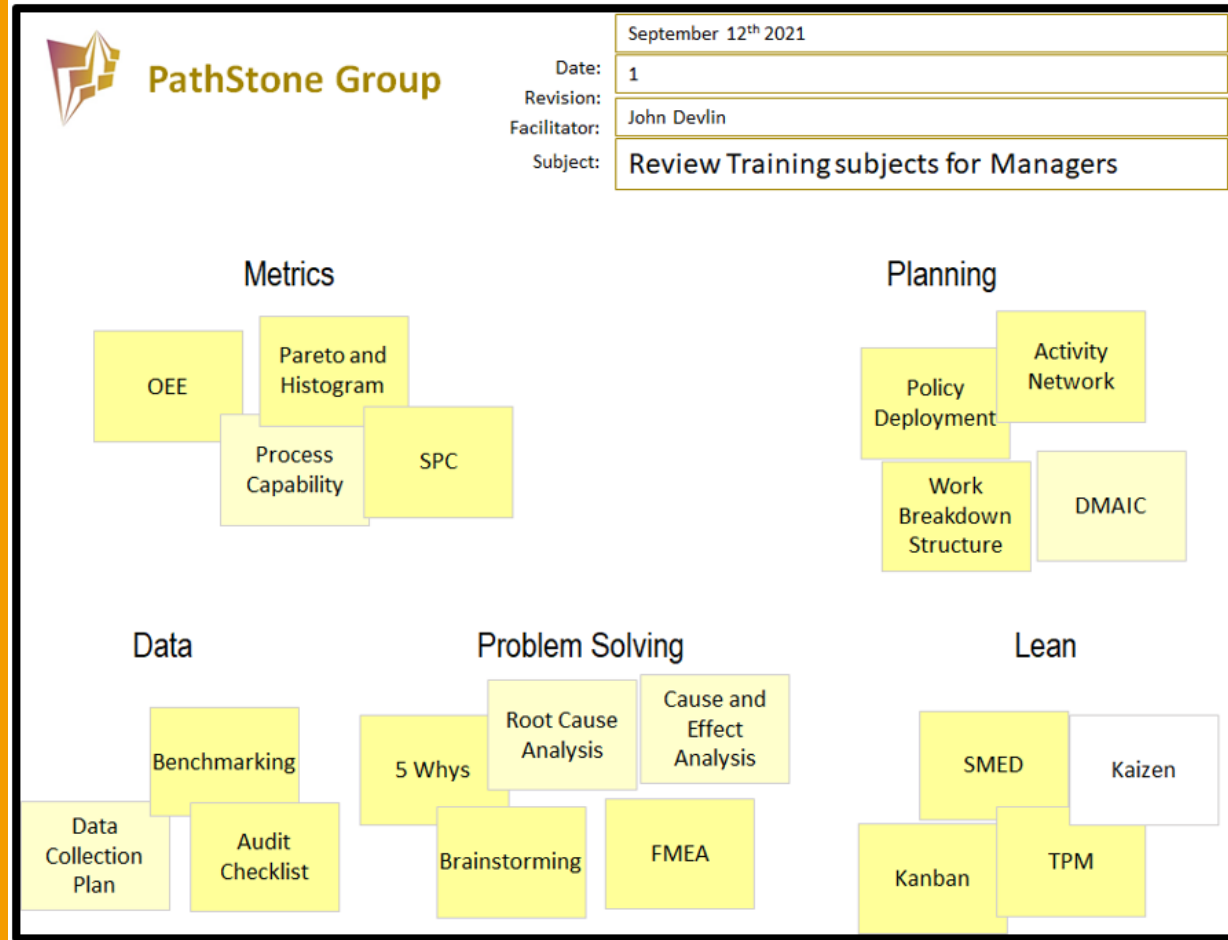 PathStone Group
September 12th 2021
Date:
1
Revision:
John Devlin
Facilitator:
Subject:
Review Training subjects for Managers
Metrics
OEE
Pareto and
Histogram
Process
Capability
SPC
Planning
Policy
Deployment
Activity
Network
Work
Breakdown
Structure
DMAIC
Data
Benchmarking
Data
Collection
Plan
Audit
Checklist
Problem Solving
5 Whys
Root Cause
Analysis
Cause and
Effect
Analysis
Brainstorming
FMEA
Lean
SMED
Kaizen
Kanban
TPM